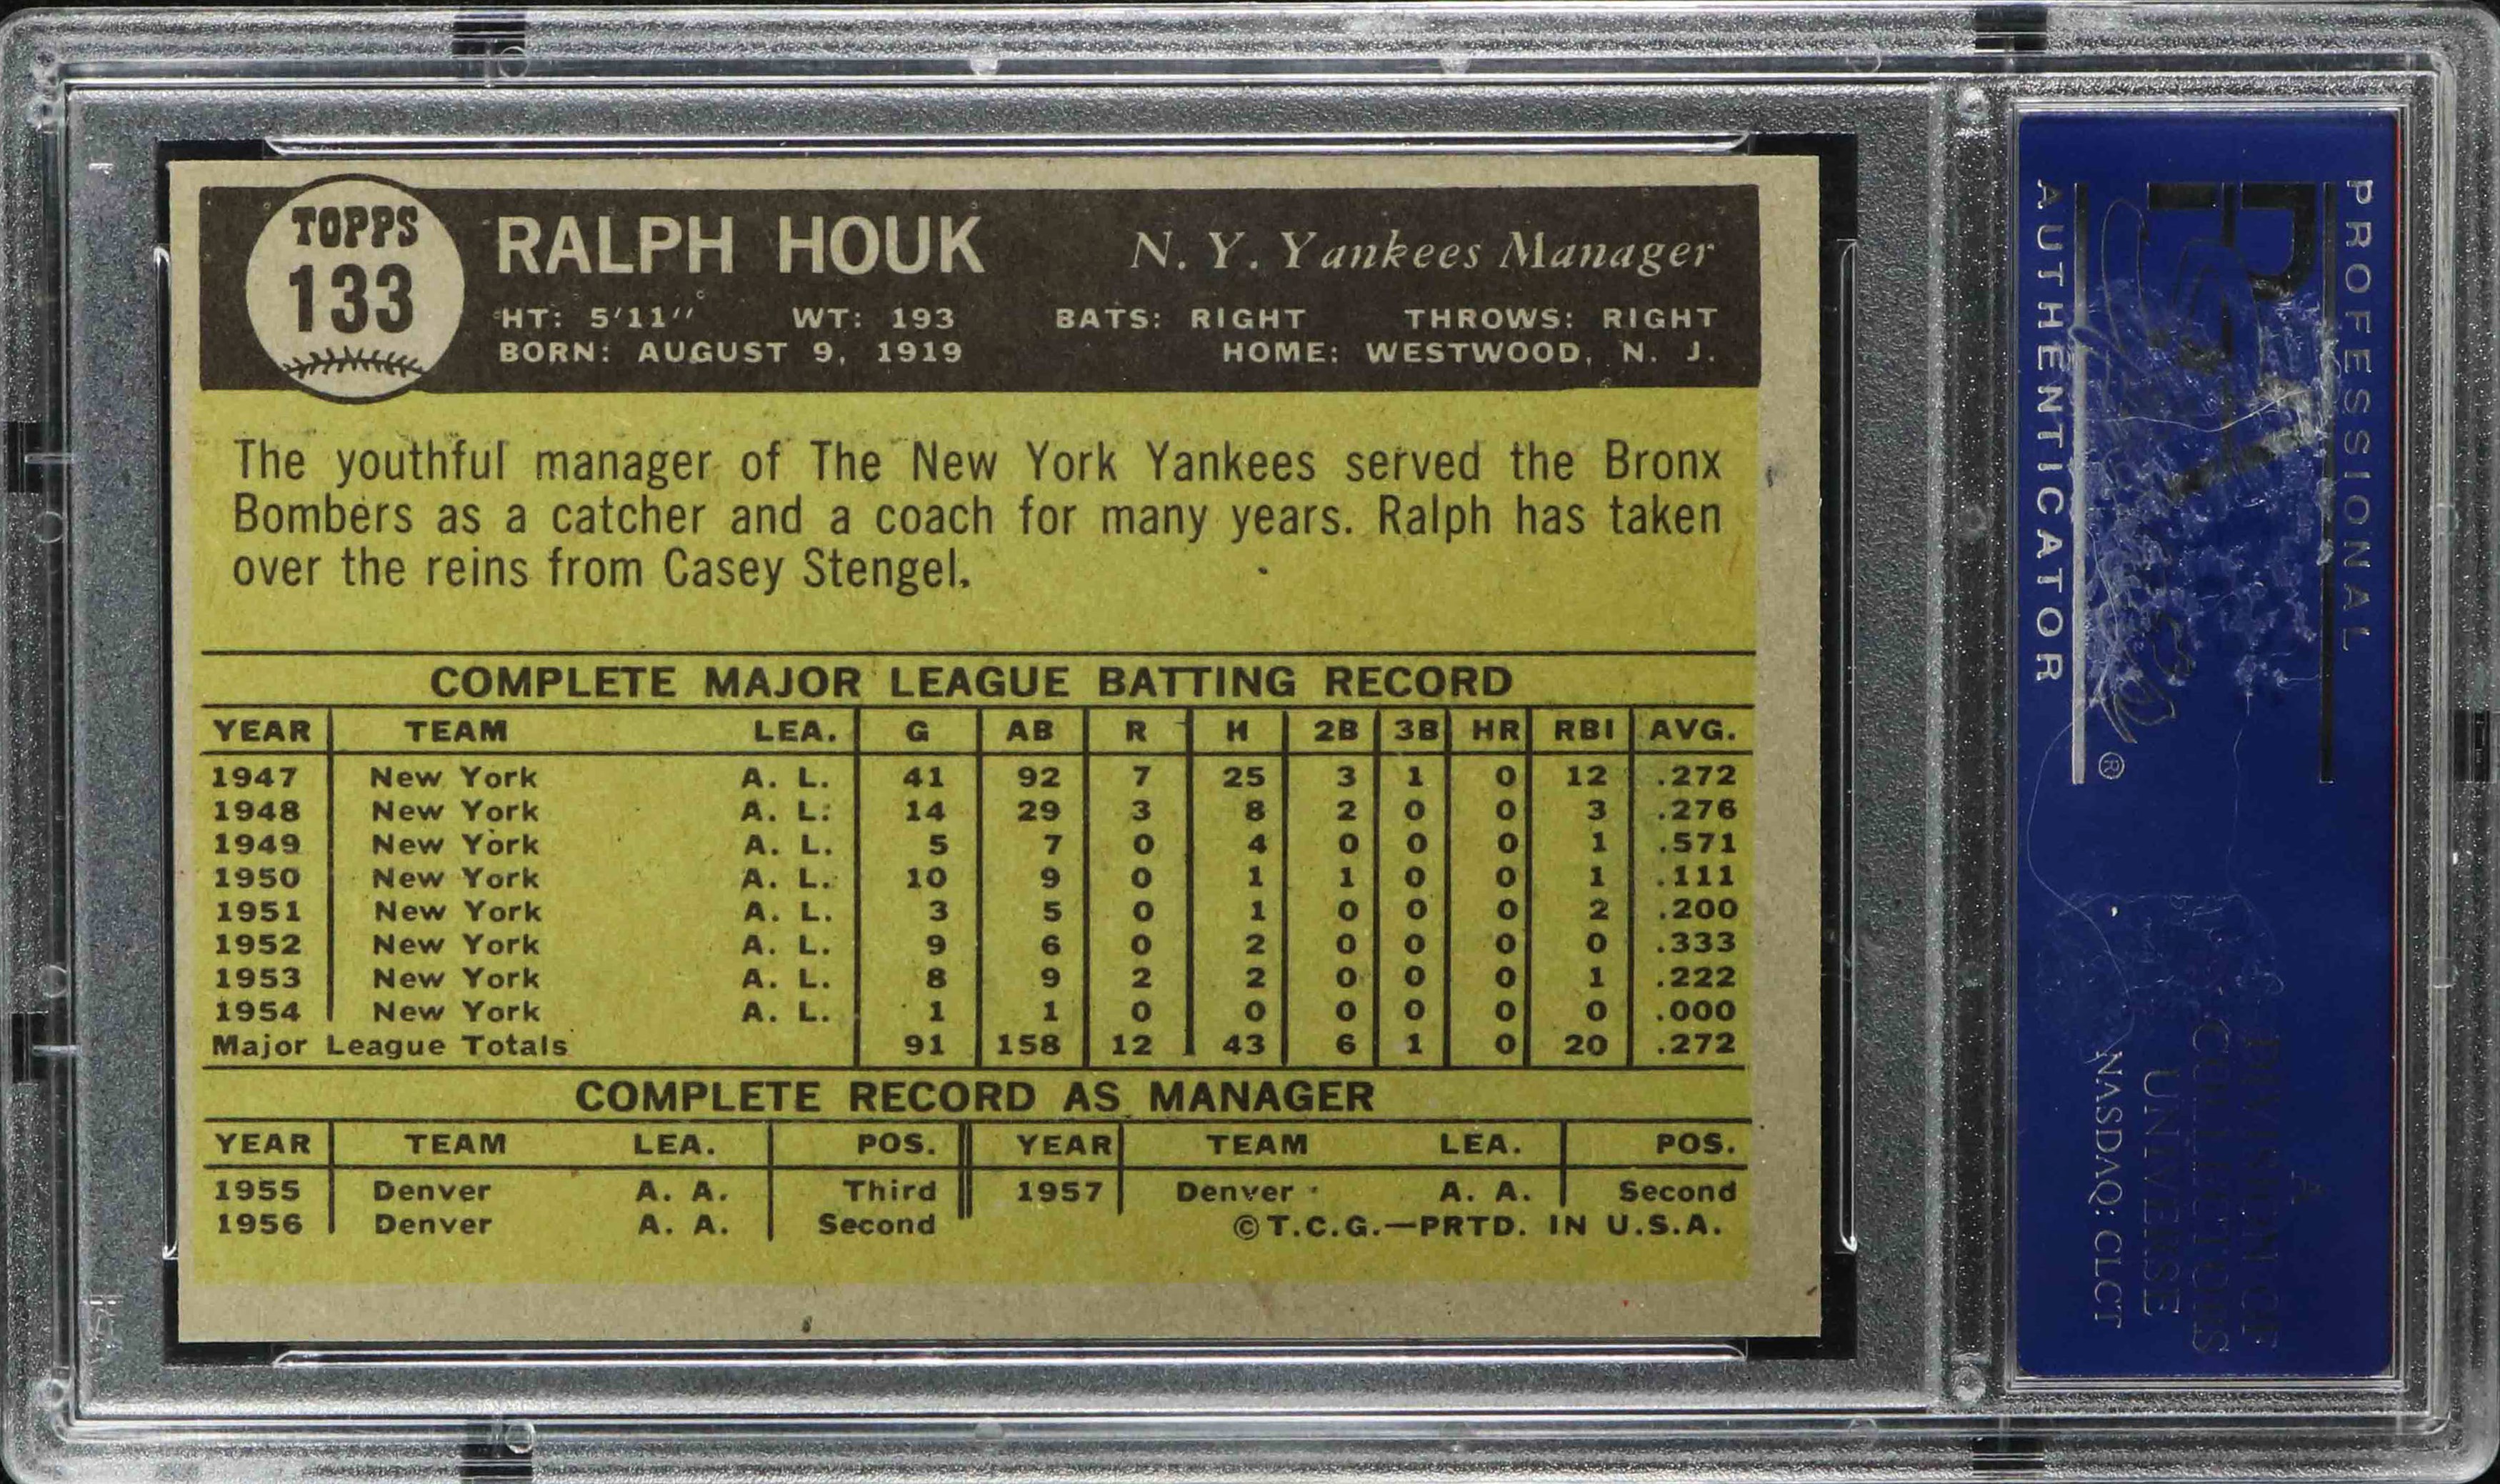 TOPPS
133
RALPH HOUK
N. Y. Yankees Manager
HT: 5'11" WT: 193 BATS: RIGHT THROWS: RIGHT
BORN: AUGUST 9, 1919 HOME: WESTWOOD, N. J.
The youthful manager of The New York Yankees served the Bronx
Bombers as a catcher and a coach for many years. Ralph has taken
over the reins from Casey Stengel.
COMPLETE MAJOR LEAGUE BATTING RECORD
YEAR TEAM LEA. G AB R H 2B 3B HR RBI AVG.
1947 New York A. L. 41 92 7 25 3 1 0 12 .272
1948 New York A. L. 14 29 3 8 2 0 0 3 .276
1949 New York A. L. 5 7 0 4 0 0 0 1 .571
1950 New York A. L. 10 9 0 1 1 0 0 1 .111
1951 New York A. L. 3 5 0 1 0 0 0 2 .200
1952 New York A. L. 9 6 0 2 0 0 0 0 .333
1953 New York A. L. 8 9 2 2 0 0 0 1 .222
1954 New York A. L. 1 1 0 0 0 0 0 0 .000
Major League Totals 91 158 12 43 6 1 0 20 .272
COMPLETE RECORD AS MANAGER
YEAR TEAM LEA. POS. YEAR TEAM LEA. POS.
1955 Denver A. A. Third 1957 Denver A. A. Second
1956 Denver A. A. Second ©T.C.G.—PRTD. IN U.S.A.
PROFESSIONAL
PSA
AUTHENTICATOR
®
A
DIVISION OF
COLLECTORS
UNIVERSE
NASDAQ: CLCT